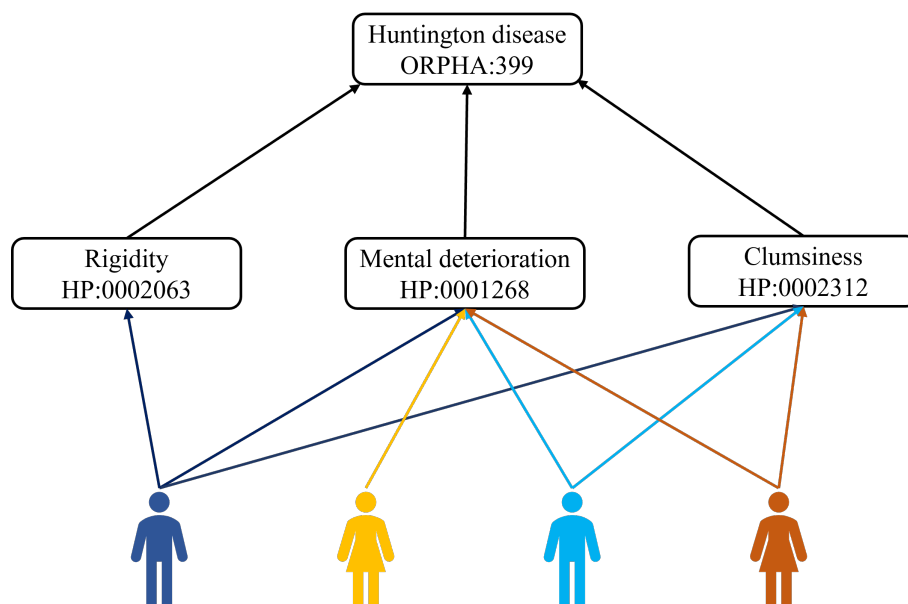 Huntington disease
ORPHA:399
Rigidity
HP:0002063
Mental deterioration
HP:0001268
Clumsiness
HP:0002312